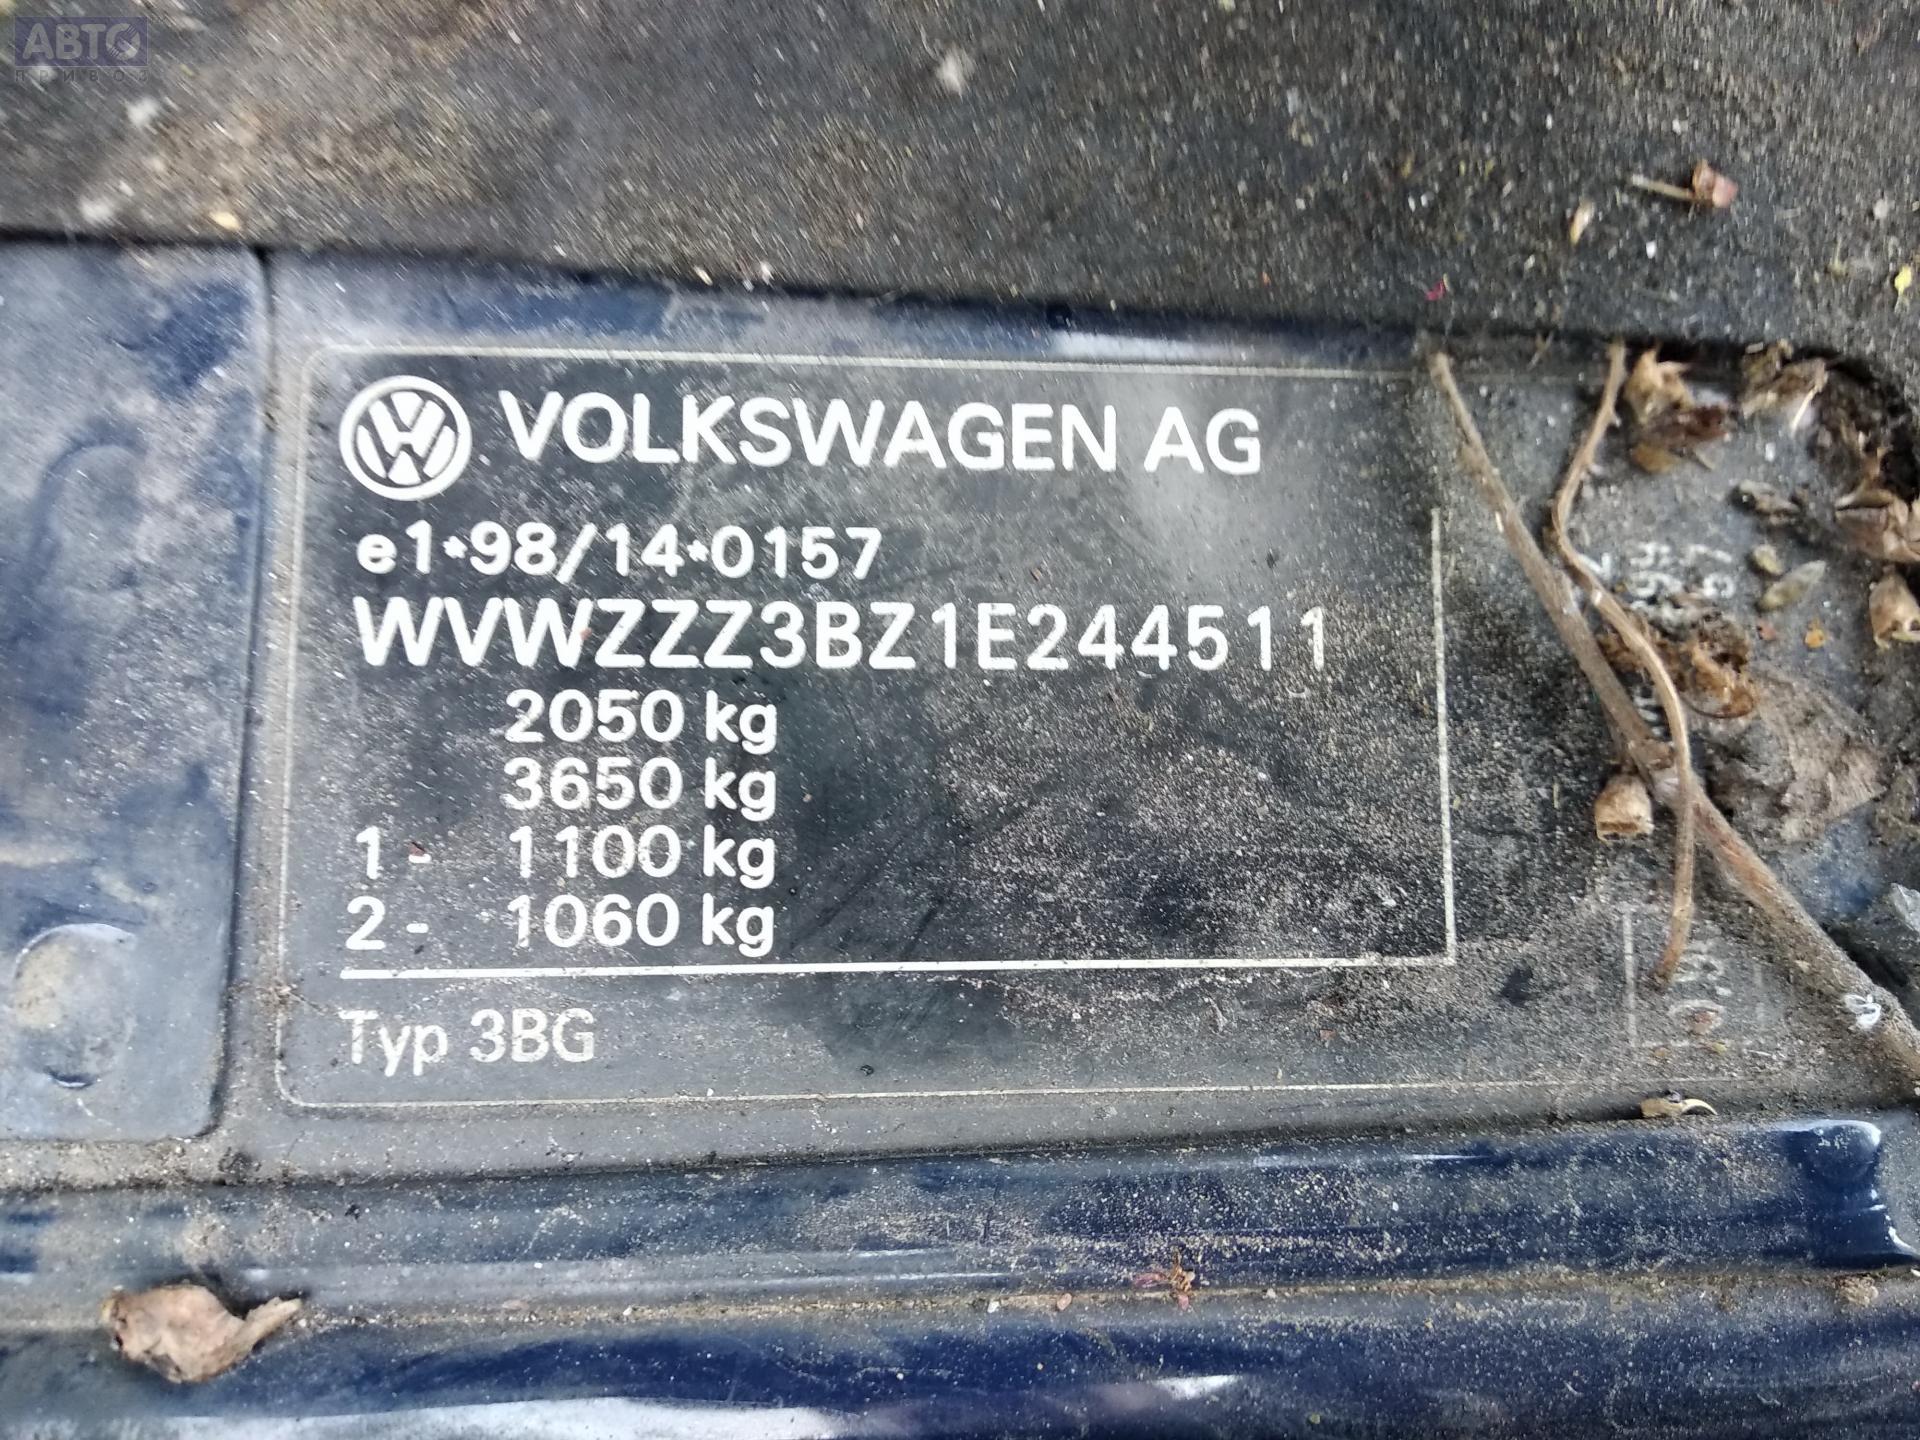 АВТО
ПРИВОЗ
VOLKSWAGEN AG
e1*98/14*0157
WVWZZZ3BZ1E244511
2050 kg
3650 kg
1- 1100 kg
2- 1060 kg
Typ 3BG